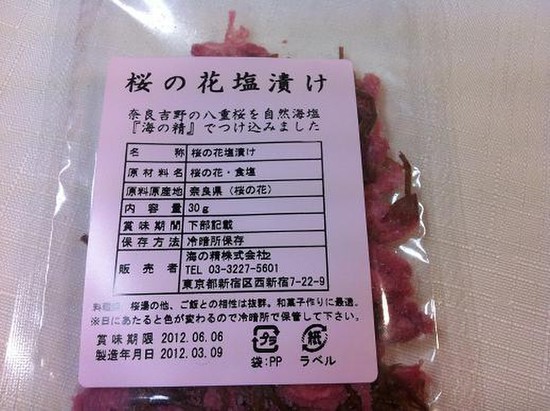 桜の花塩漬け
奈良吉野の八重桜を自然海塩
『海の精』でつけ込みました
名称 桜の花塩漬け
原材料名 桜の花・食塩
原料原産地 奈良県（桜の花）
内容量 30g
賞味期間 下部記載
保存方法 冷暗所保存
販売者 海の精株式会社
TEL 03-3227-5601
東京都新宿区西新宿7-22-9
桜湯の他、ご飯との相性は抜群。和菓子作りに最適。
※日にあたると色が変わるので冷暗所で保管して下さい。
賞味期限 2012.06.06
製造年月日 2012.03.09
プラ
袋:PP
紙
ラベル